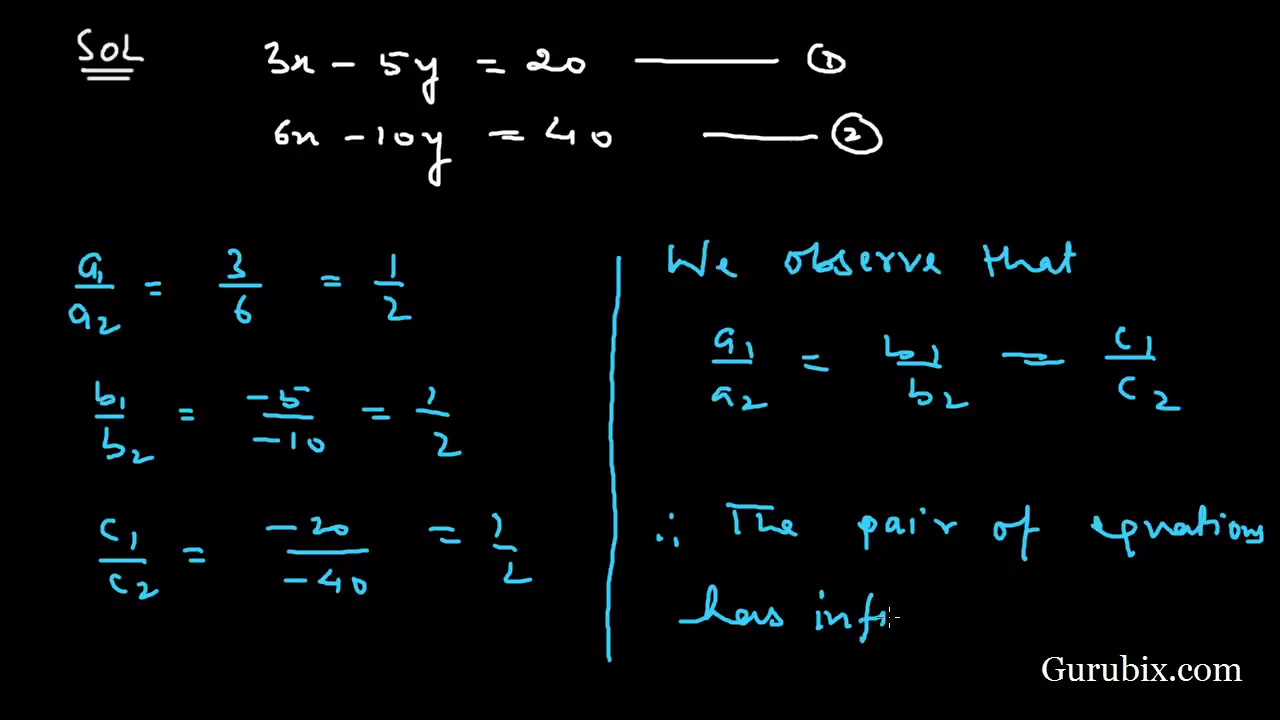 SOL
3x - 5y = 20 ——— ①
6x - 10y = 40 ——— ②
a₁/a₂ = 3/6 = 1/2
b₁/b₂ = -5/-10 = 1/2
c₁/c₂ = -20/-40 = 1/2
We observe that
a₁/a₂ = b₁/b₂ = c₁/c₂
∴ The pair of equations
has inf
Gurubix.com